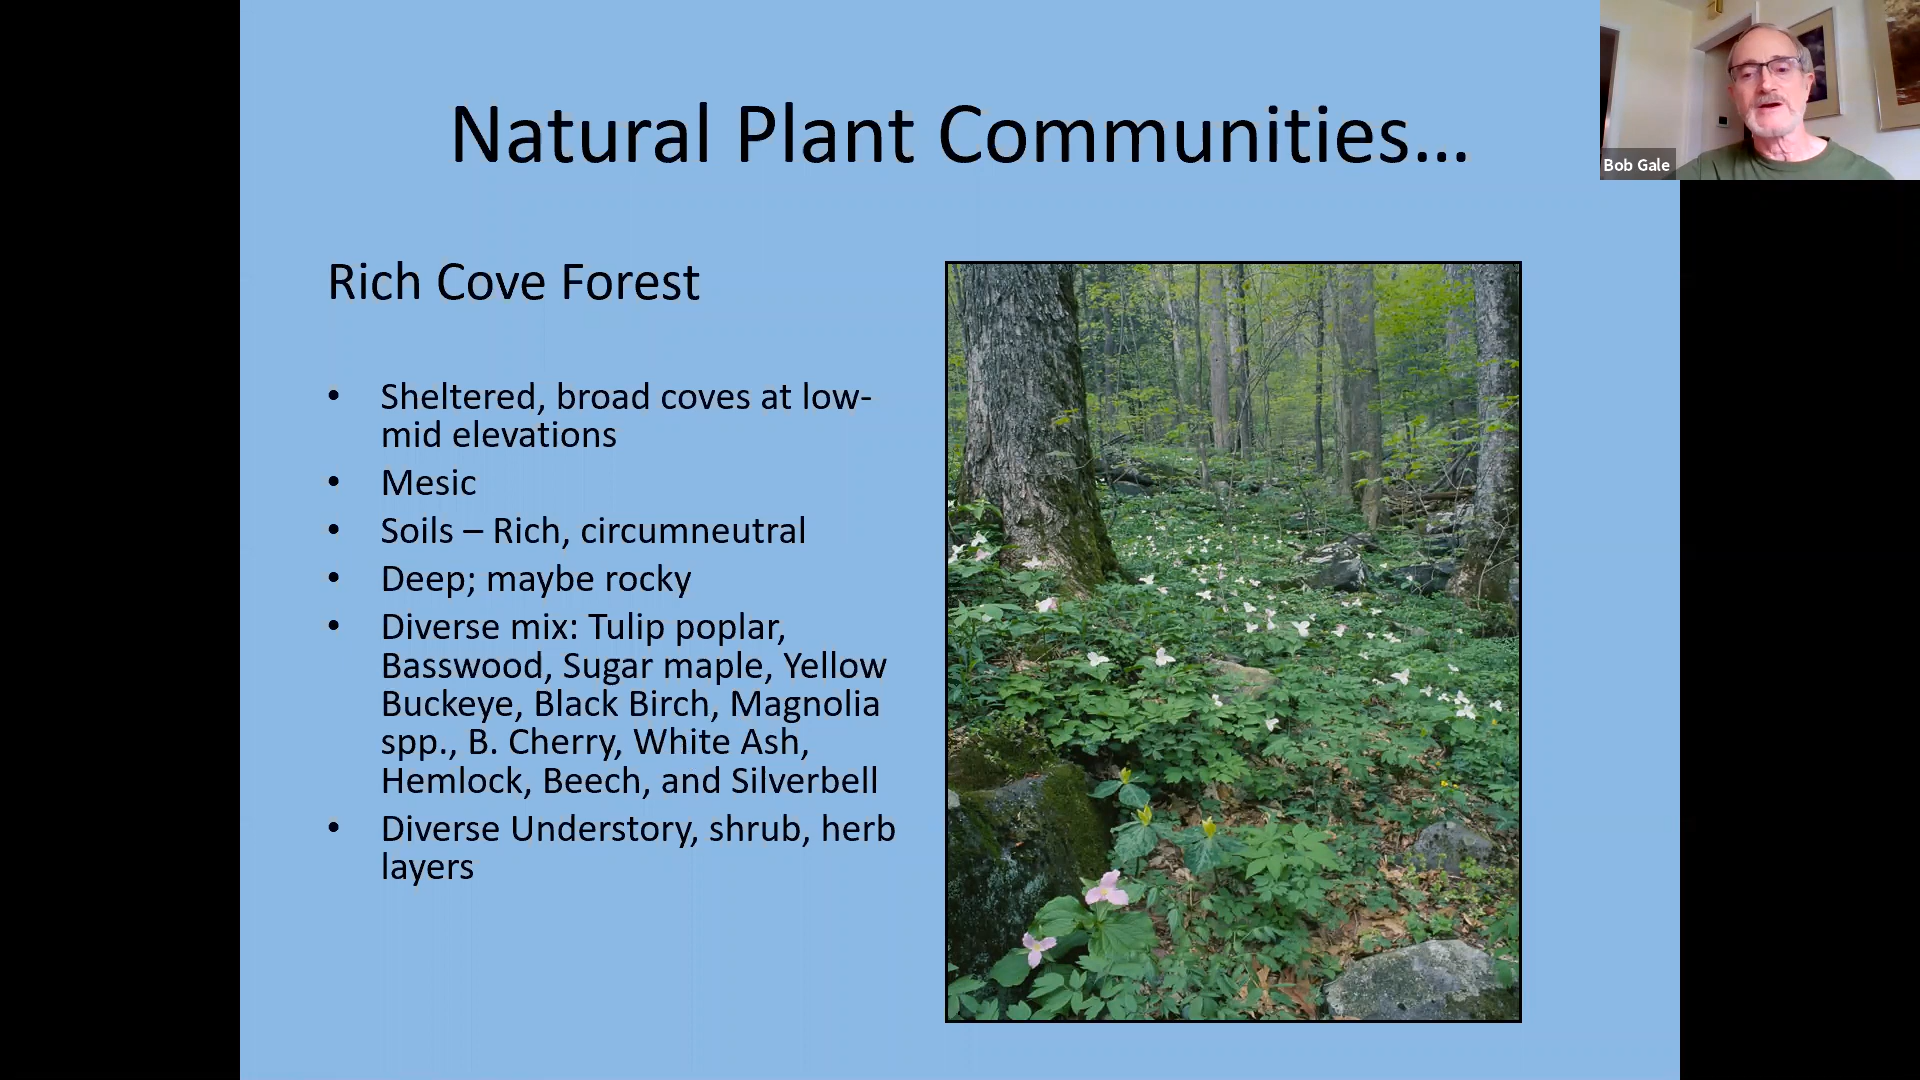 Natural Plant Communities...
Bob Gale
Rich Cove Forest
• Sheltered, broad coves at low-
mid elevations
• Mesic
• Soils – Rich, circumneutral
• Deep; maybe rocky
• Diverse mix: Tulip poplar,
Basswood, Sugar maple, Yellow
Buckeye, Black Birch, Magnolia
spp., B. Cherry, White Ash,
Hemlock, Beech, and Silverbell
• Diverse Understory, shrub, herb
layers